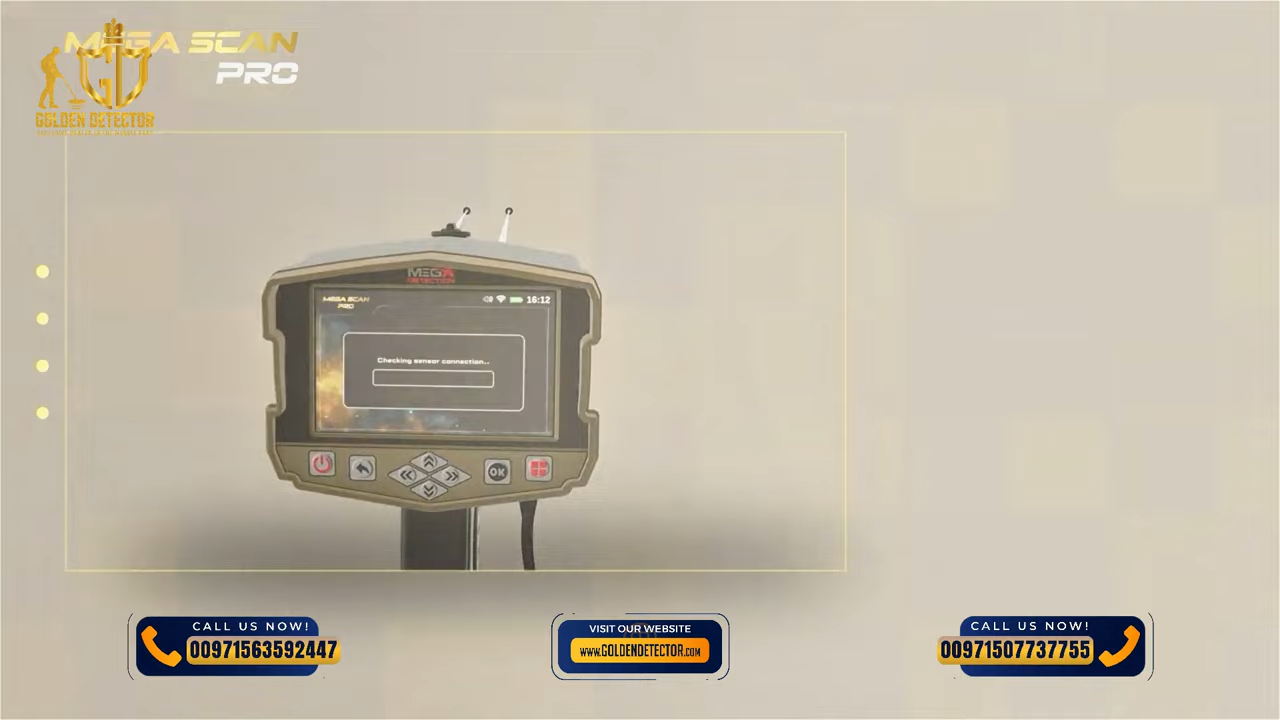 MEGA SCAN
PRO
GOLDEN DETECTOR
MEGA
DETECTION
MEGA SCAN
PRO
16:12
Checking sensor connection..
OK
CALL US NOW!
00971563592447
VISIT OUR WEBSITE
www.GOLDENDETECTOR.com
CALL US NOW!
00971507737755